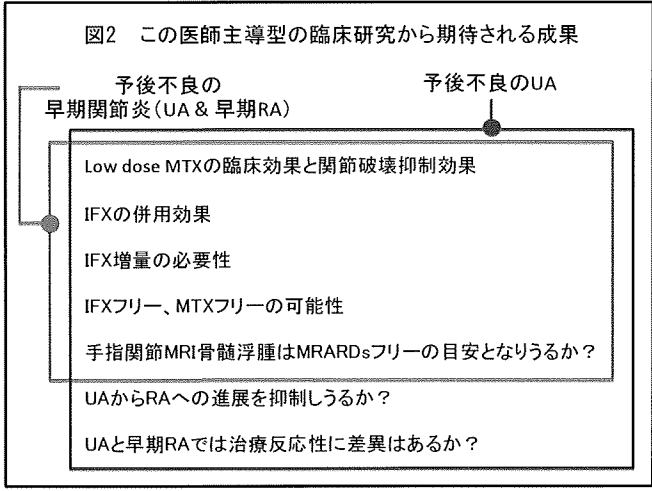 図2 この医師主導型の臨床研究から期待される成果
予後不良の
早期関節炎(UA & 早期RA)
予後不良のUA
Low dose MTXの臨床効果と関節破壊抑制効果
IFXの併用効果
IFX増量の必要性
IFXフリー、MTXフリーの可能性
手指関節MRI骨髄浮腫はMRARDsフリーの目安となりうるか?
UAからRAへの進展を抑制しうるか?
UAと早期RAでは治療反応性に差異はあるか?